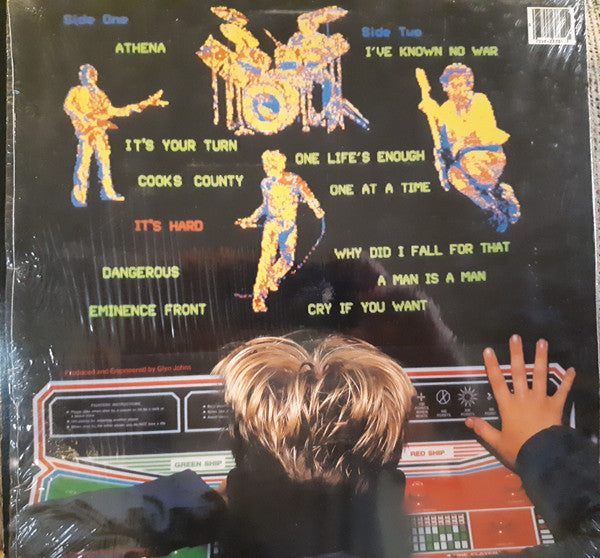 Side One
Side Two
ATHENA
I'VE KNOWN NO WAR
IT'S YOUR TURN
ONE LIFE'S ENOUGH
COOKS COUNTY
ONE AT A TIME
IT'S HARD
WHY DID I FALL FOR THAT
DANGEROUS
A MAN IS A MAN
EMINENCE FRONT
CRY IF YOU WANT
Produced and Engineered by Glyn Johns
GREEN SHIP
RED SHIP